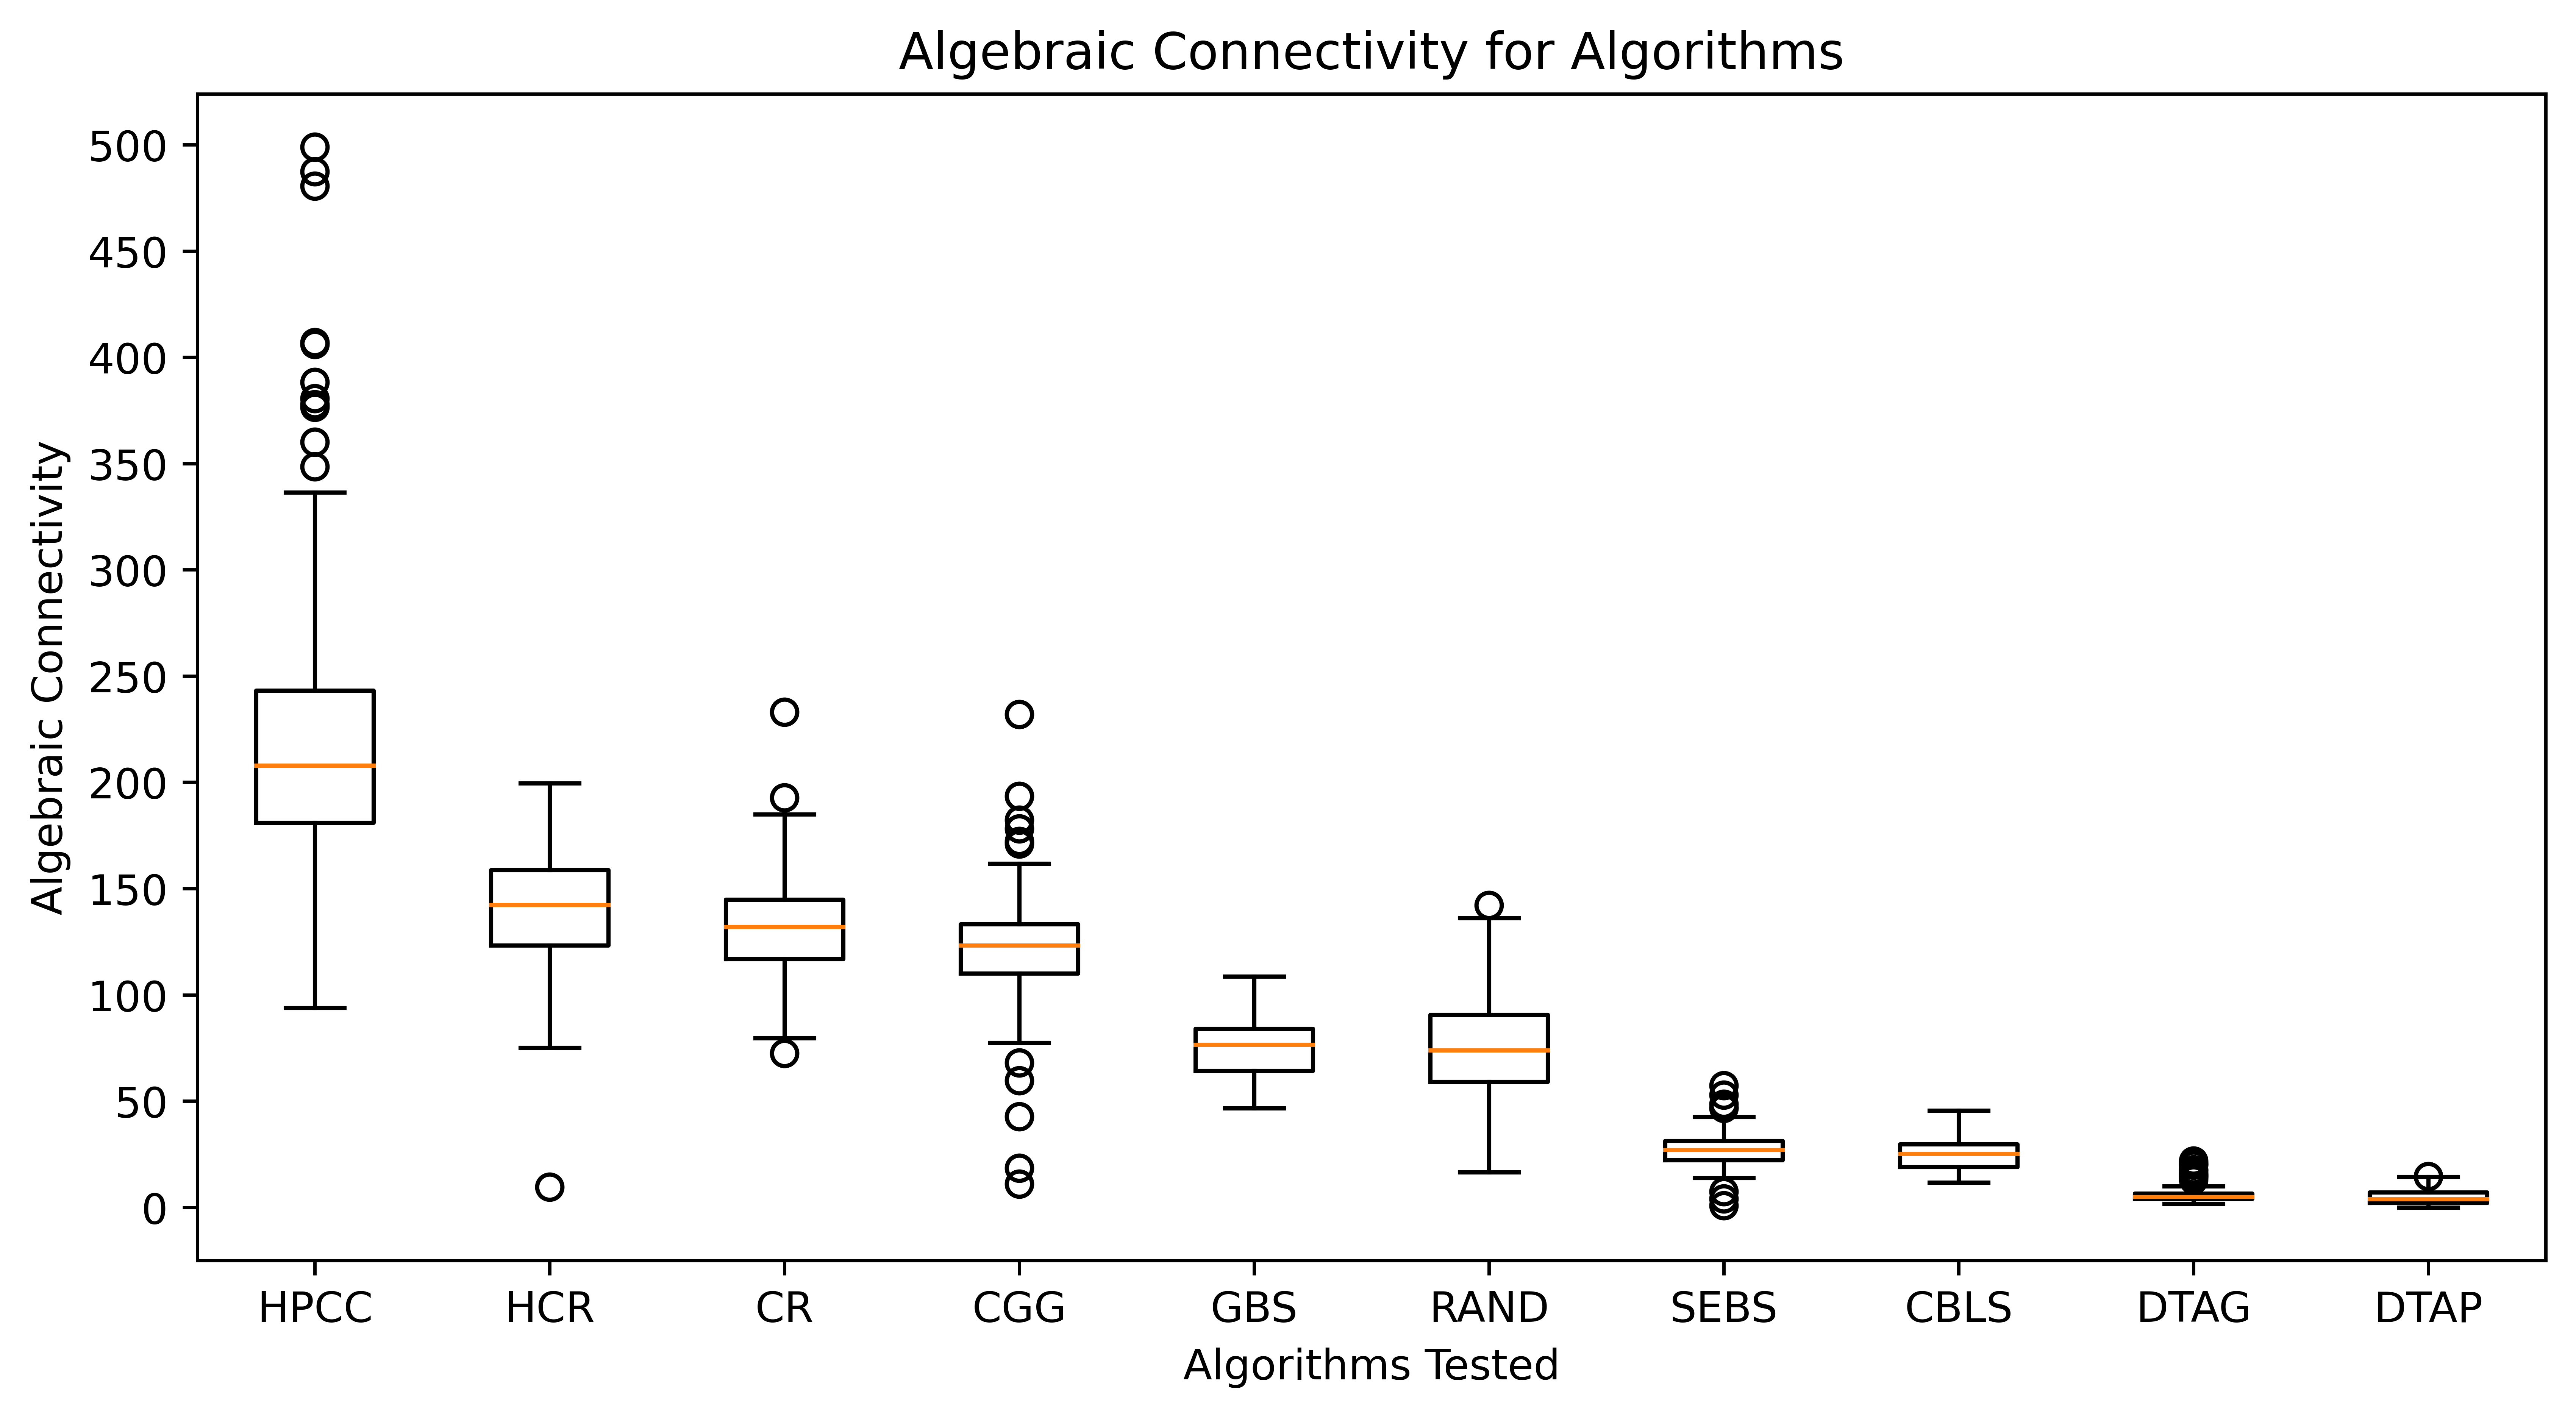 Algebraic Connectivity for Algorithms
Algebraic Connectivity
500
450
400
350
300
250
200
150
100
50
0
HPCC HCR CR CGG GBS RAND SEBS CBLS DTAG DTAP
Algorithms Tested